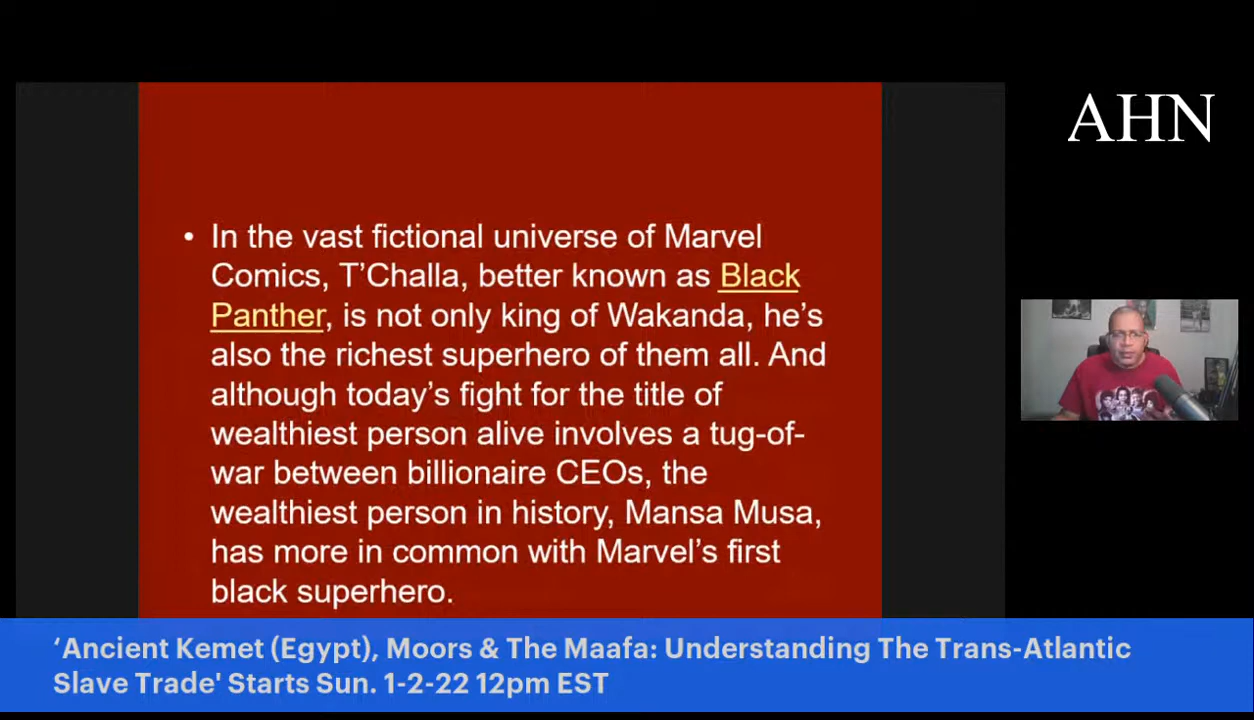 AHN
• In the vast fictional universe of Marvel
Comics, T’Challa, better known as Black
Panther, is not only king of Wakanda, he’s
also the richest superhero of them all. And
although today’s fight for the title of
wealthiest person alive involves a tug-of-
war between billionaire CEOs, the
wealthiest person in history, Mansa Musa,
has more in common with Marvel’s first
black superhero.
‘Ancient Kemet (Egypt), Moors & The Maafa: Understanding The Trans-Atlantic
Slave Trade' Starts Sun. 1-2-22 12pm EST